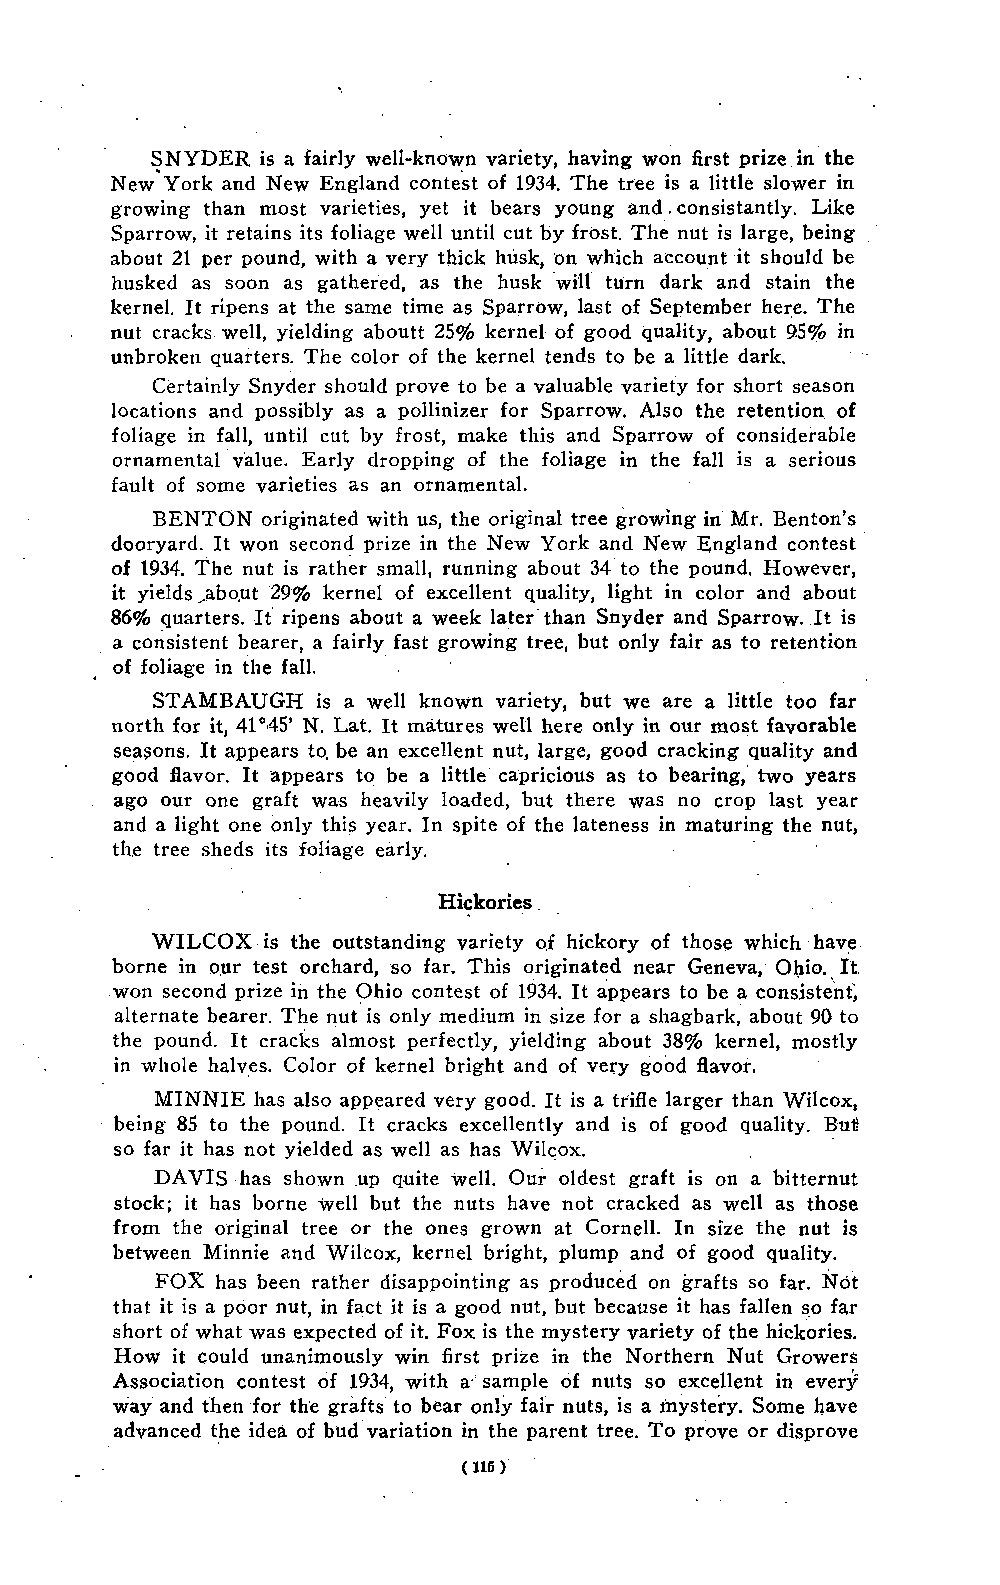 SNYDER is a fairly well-known variety, having won first prize in the
New York and New England contest of 1934. The tree is a little slower in
growing than most varieties, yet it bears young and consistantly. Like
Sparrow, it retains its foliage well until cut by frost. The nut is large, being
about 21 per pound, with a very thick husk, on which account it should be
husked as soon as gathered, as the husk will turn dark and stain the
kernel. It ripens at the same time as Sparrow, last of September here. The
nut cracks well, yielding aboutt 25% kernel of good quality, about 95% in
unbroken quarters. The color of the kernel tends to be a little dark.
Certainly Snyder should prove to be a valuable variety for short season
locations and possibly as a pollinizer for Sparrow. Also the retention of
foliage in fall, until cut by frost, make this and Sparrow of considerable
ornamental value. Early dropping of the foliage in the fall is a serious
fault of some varieties as an ornamental.
BENTON originated with us, the original tree growing in Mr. Benton's
dooryard. It won second prize in the New York and New England contest
of 1934. The nut is rather small, running about 34 to the pound. However,
it yields about 29% kernel of excellent quality, light in color and about
86% quarters. It ripens about a week later than Snyder and Sparrow. It is
a consistent bearer, a fairly fast growing tree, but only fair as to retention
of foliage in the fall.
STAMBAUGH is a well known variety, but we are a little too far
north for it, 41°45' N. Lat. It matures well here only in our most favorable
seasons. It appears to be an excellent nut, large, good cracking quality and
good flavor. It appears to be a little capricious as to bearing, two years
ago our one graft was heavily loaded, but there was no crop last year
and a light one only this year. In spite of the lateness in maturing the nut,
the tree sheds its foliage early.
Hickories
WILCOX is the outstanding variety of hickory of those which have
borne in our test orchard, so far. This originated near Geneva, Ohio. It
won second prize in the Ohio contest of 1934. It appears to be a consistent,
alternate bearer. The nut is only medium in size for a shagbark, about 90 to
the pound. It cracks almost perfectly, yielding about 38% kernel, mostly
in whole halves. Color of kernel bright and of very good flavor.
MINNIE has also appeared very good. It is a trifle larger than Wilcox,
being 85 to the pound. It cracks excellently and is of good quality. But
so far it has not yielded as well as has Wilcox.
DAVIS has shown up quite well. Our oldest graft is on a bitternut
stock; it has borne well but the nuts have not cracked as well as those
from the original tree or the ones grown at Cornell. In size the nut is
between Minnie and Wilcox, kernel bright, plump and of good quality.
FOX has been rather disappointing as produced on grafts so far. Not
that it is a poor nut, in fact it is a good nut, but because it has fallen so far
short of what was expected of it. Fox is the mystery variety of the hickories.
How it could unanimously win first prize in the Northern Nut Growers
Association contest of 1934, with a sample of nuts so excellent in every
way and then for the grafts to bear only fair nuts, is a mystery. Some have
advanced the idea of bud variation in the parent tree. To prove or disprove
(116)